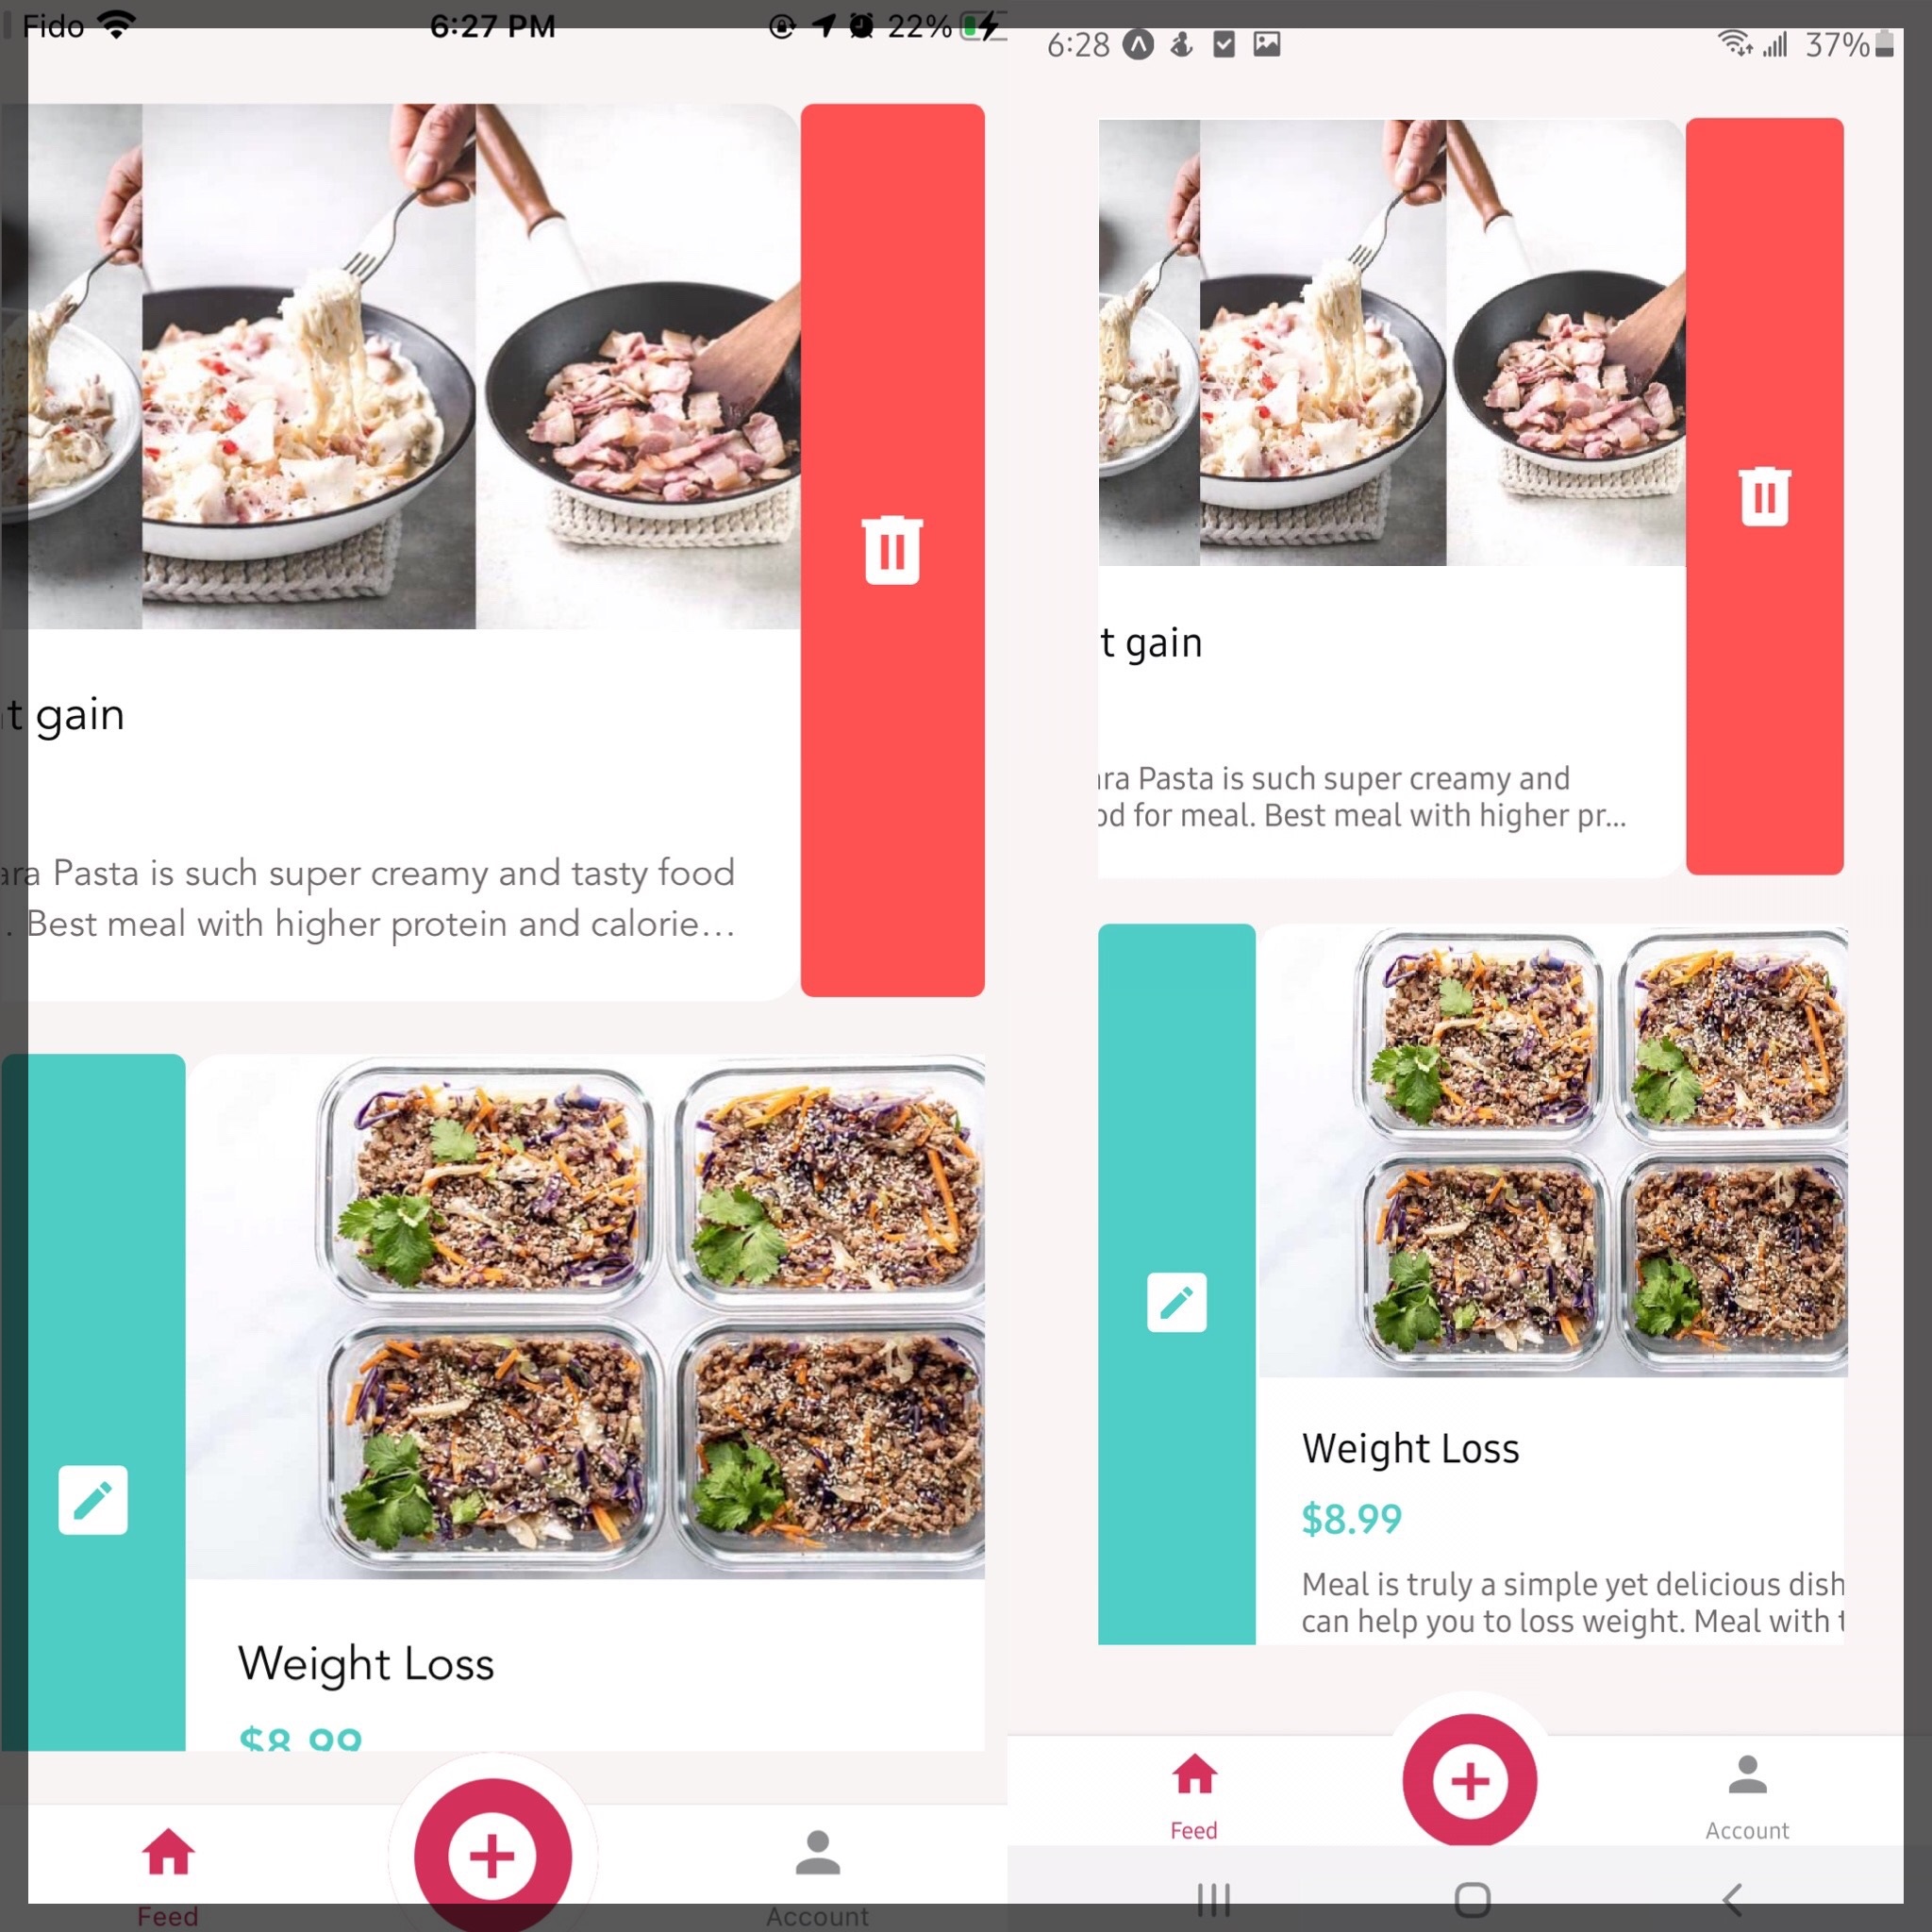 Fido
6:27 PM
22%
t gain
ara Pasta is such super creamy and tasty food
. Best meal with higher protein and calorie...
Weight Loss
$8.99
Feed
Account
6:28
37%
t gain
ara Pasta is such super creamy and
od for meal. Best meal with higher pr...
Weight Loss
$8.99
Meal is truly a simple yet delicious dish
can help you to loss weight. Meal with t
Feed
Account